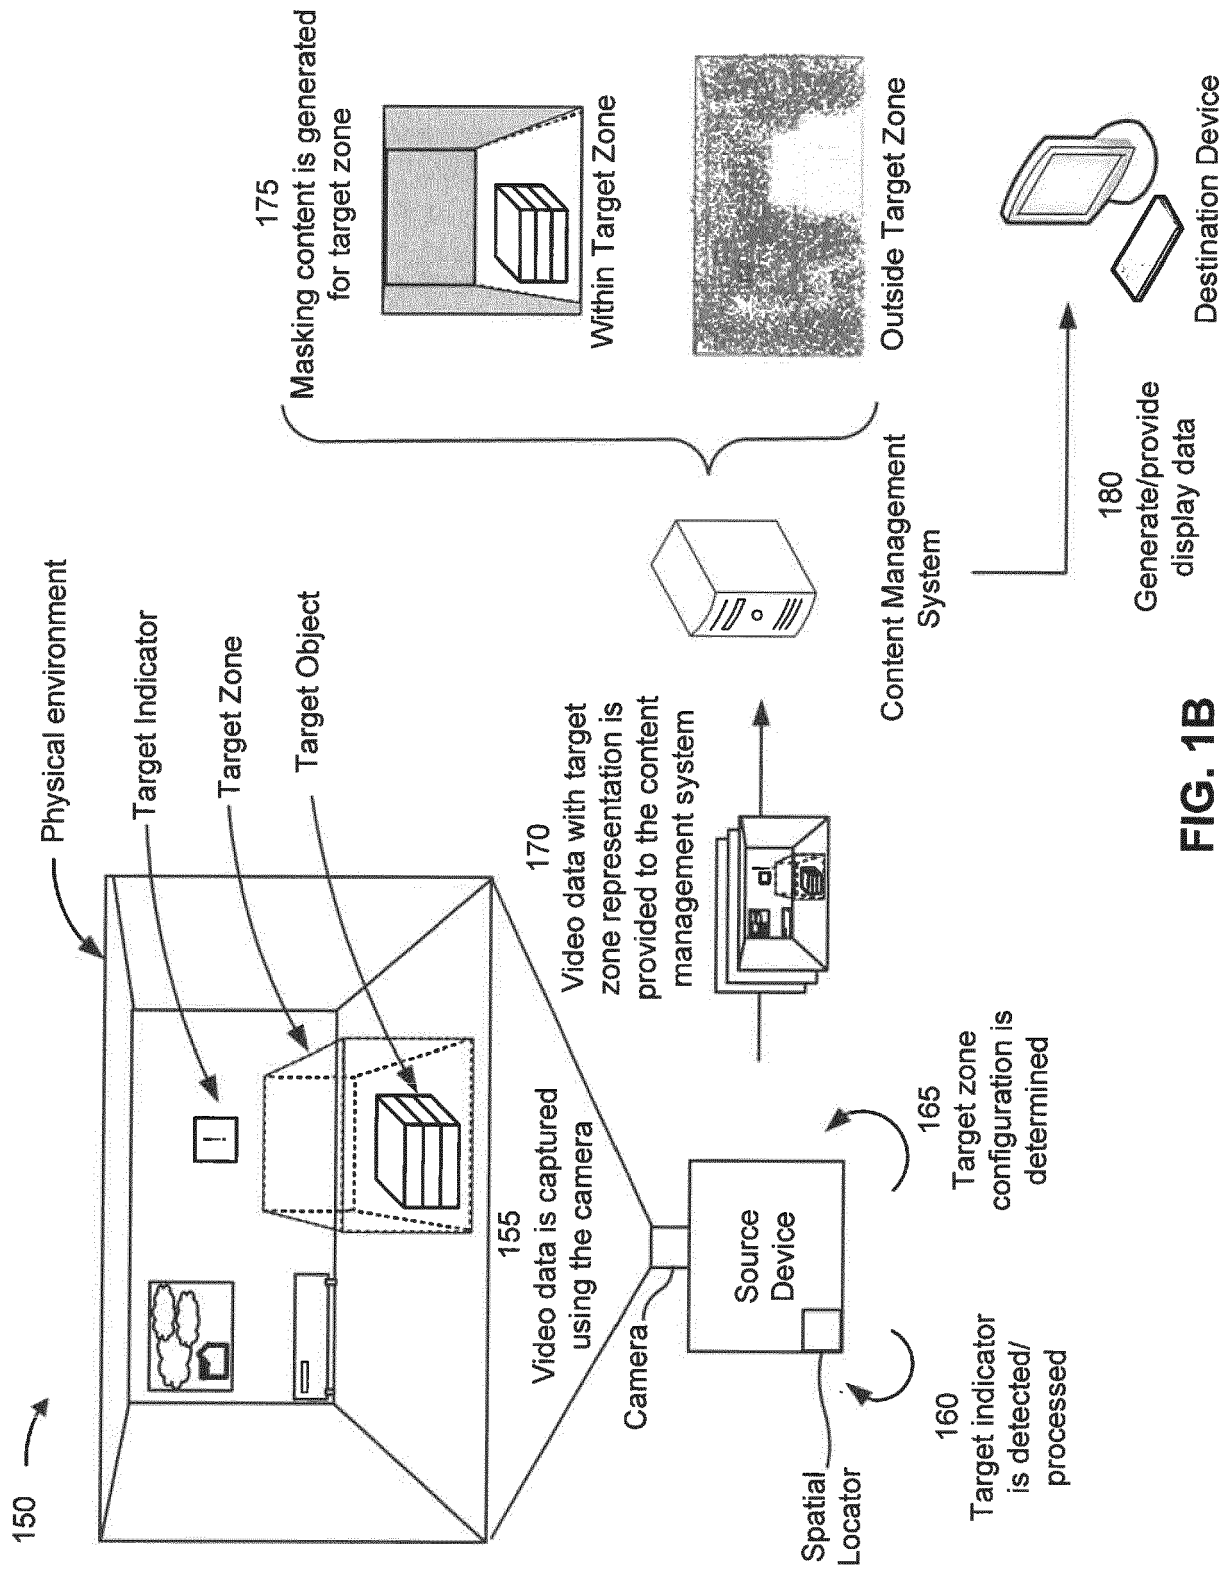 150
Physical environment
Target Indicator
Target Zone
Target Object
!
155
Video data is captured
using the camera
Camera
Source
Device
Spatial
Locator
160
Target indicator
is detected/
processed
165
Target zone
configuration is
determined
170
Video data with target
zone representation is
provided to the content
management system
Content Management
System
175
Masking content is generated
for target zone
Within Target Zone
Outside Target Zone
180
Generate/provide
display data
Destination Device
FIG. 1B